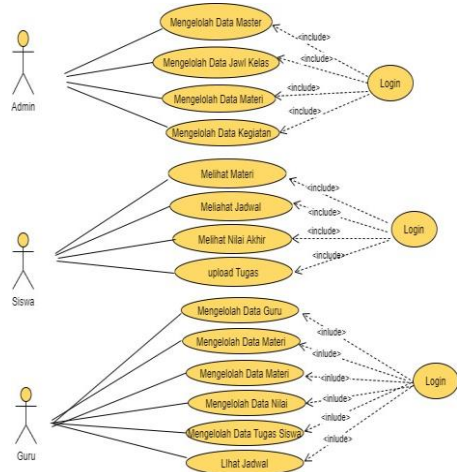 Mengelolah Data Master
<include>
Mengelolah Data Jawl Kelas
<include>
Login
Admin
<include>
Mengelolah Data Materi
<include>
Mengelolah Data Kegiatan
Melihat Materi
<include>
Meliahat Jadwal
<include>
Login
Melihat Nilai Akhir
<include>
<include>
Siswa
upload Tugas
Mengelolah Data Guru
<inlude>
Mengelolah Data Materi
<inlude>
Mengelolah Data Materi
<inlude>
Login
Mengelolah Data Nilai
<inlude>
<inlude>
Mengelolah Data Tugas Siswa
<inlude>
LIhat Jadwal
Guru